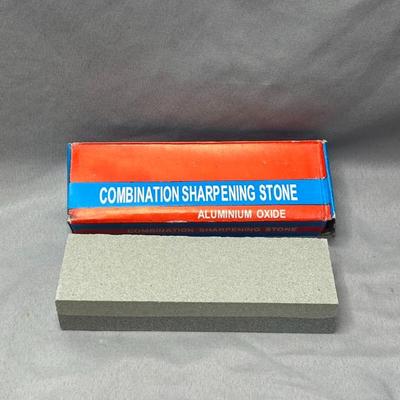 COMBINATION SHARPENING STONE
ALUMINIUM OXIDE
COMBINATION SHARPENING STONE